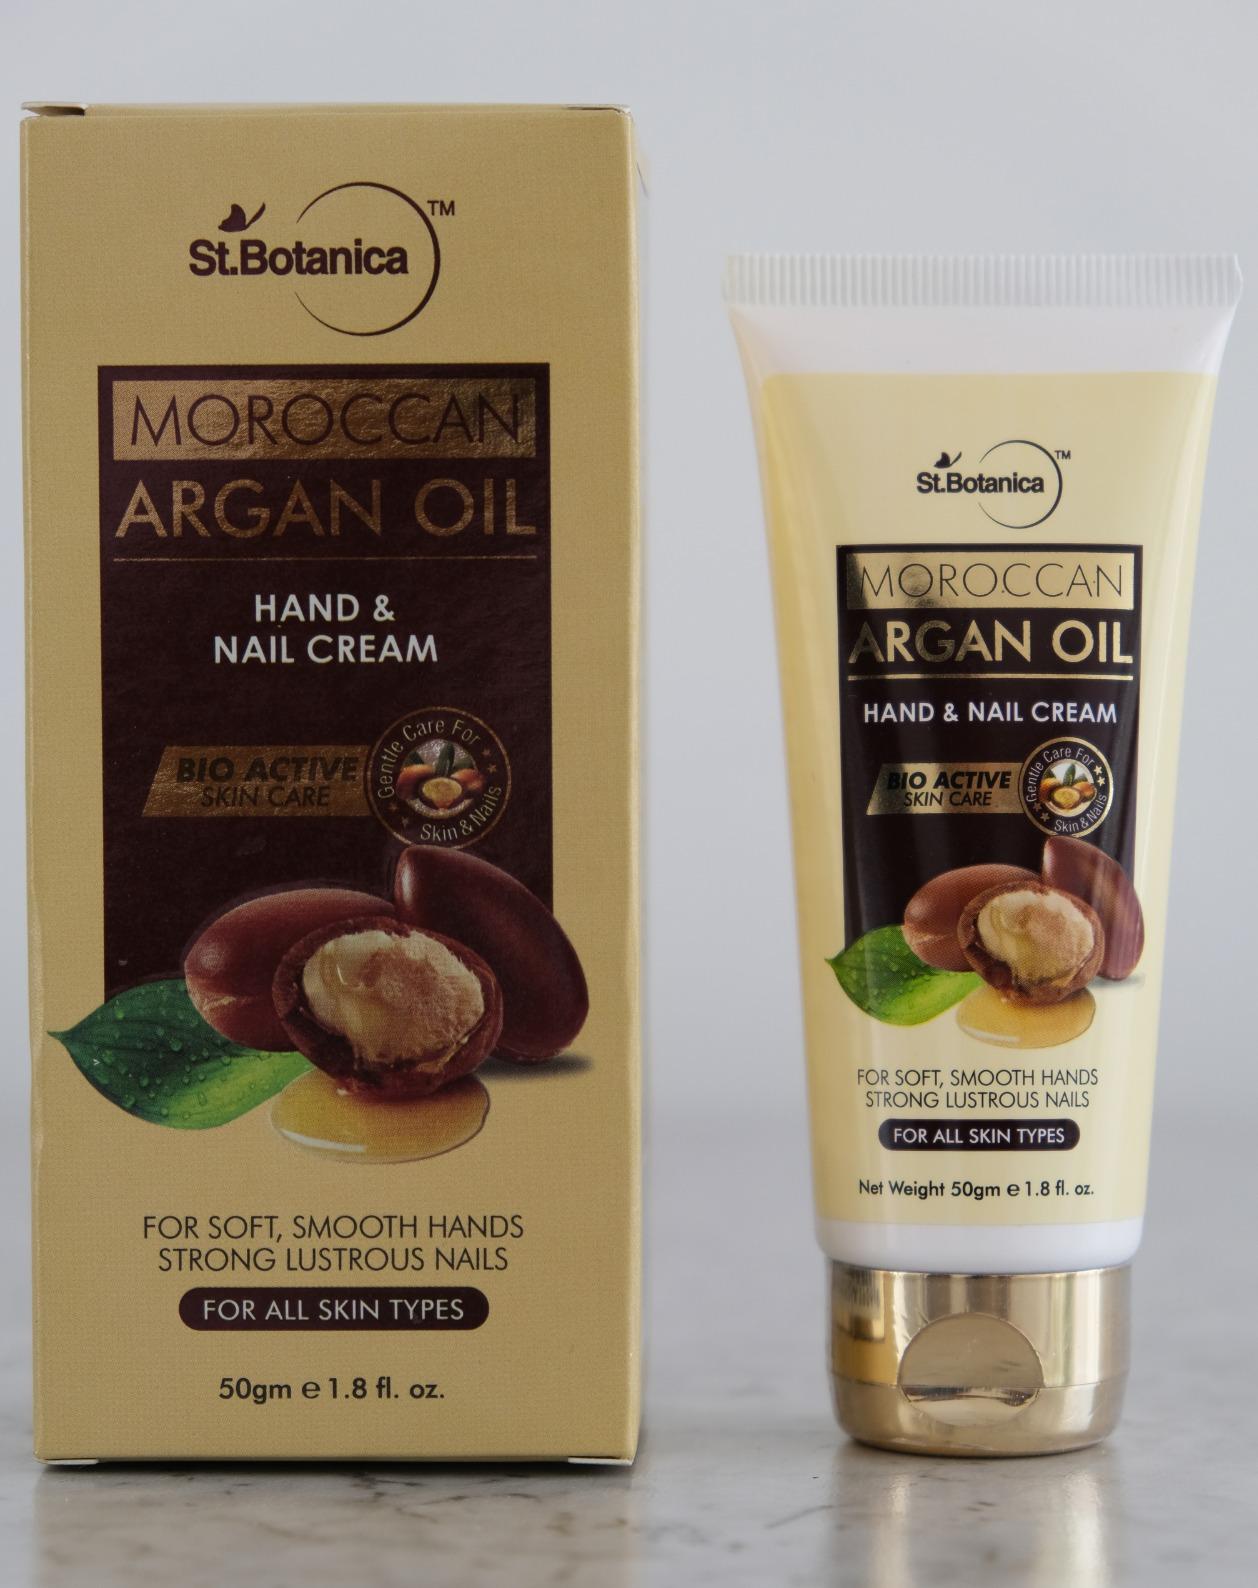 St.Botanica TM
MOROCCAN
ARGAN OIL
HAND &
NAIL CREAM
BIO ACTIVE
SKIN CARE
Gentle Care For
Skin & Nails
FOR SOFT, SMOOTH HANDS
STRONG LUSTROUS NAILS
FOR ALL SKIN TYPES
50gm e 1.8 fl. oz.
St.Botanica TM
MOROCCAN
ARGAN OIL
HAND & NAIL CREAM
BIO ACTIVE
SKIN CARE
Gentle Care For
Skin & Nails
FOR SOFT, SMOOTH HANDS
STRONG LUSTROUS NAILS
FOR ALL SKIN TYPES
Net Weight 50gm e 1.8 fl. oz.